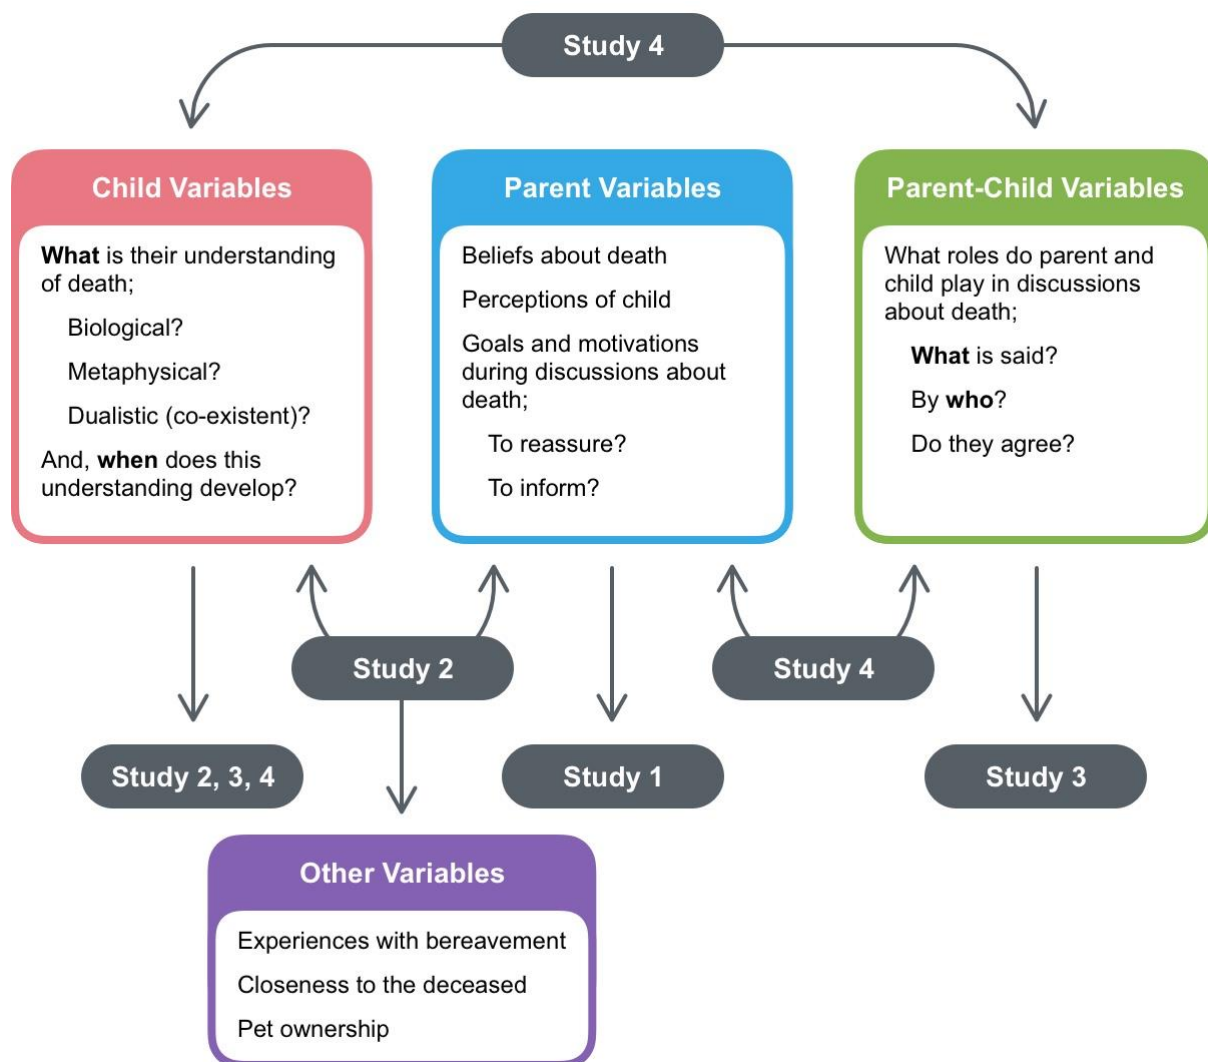 Study 4
Child Variables
What is their understanding
of death;
Biological?
Metaphysical?
Dualistic (co-existent)?
And, when does this
understanding develop?
Parent Variables
Beliefs about death
Perceptions of child
Goals and motivations
during discussions about
death;
To reassure?
To inform?
Parent-Child Variables
What roles do parent and
child play in discussions
about death;
What is said?
By who?
Do they agree?
Study 2
Study 4
Study 2, 3, 4
Study 1
Study 3
Other Variables
Experiences with bereavement
Closeness to the deceased
Pet ownership